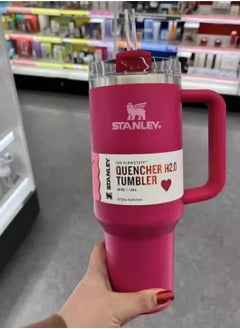 STANLEY
THE FLOWSTATE™
QUENCHER H2.0
TUMBLER
STANLEY